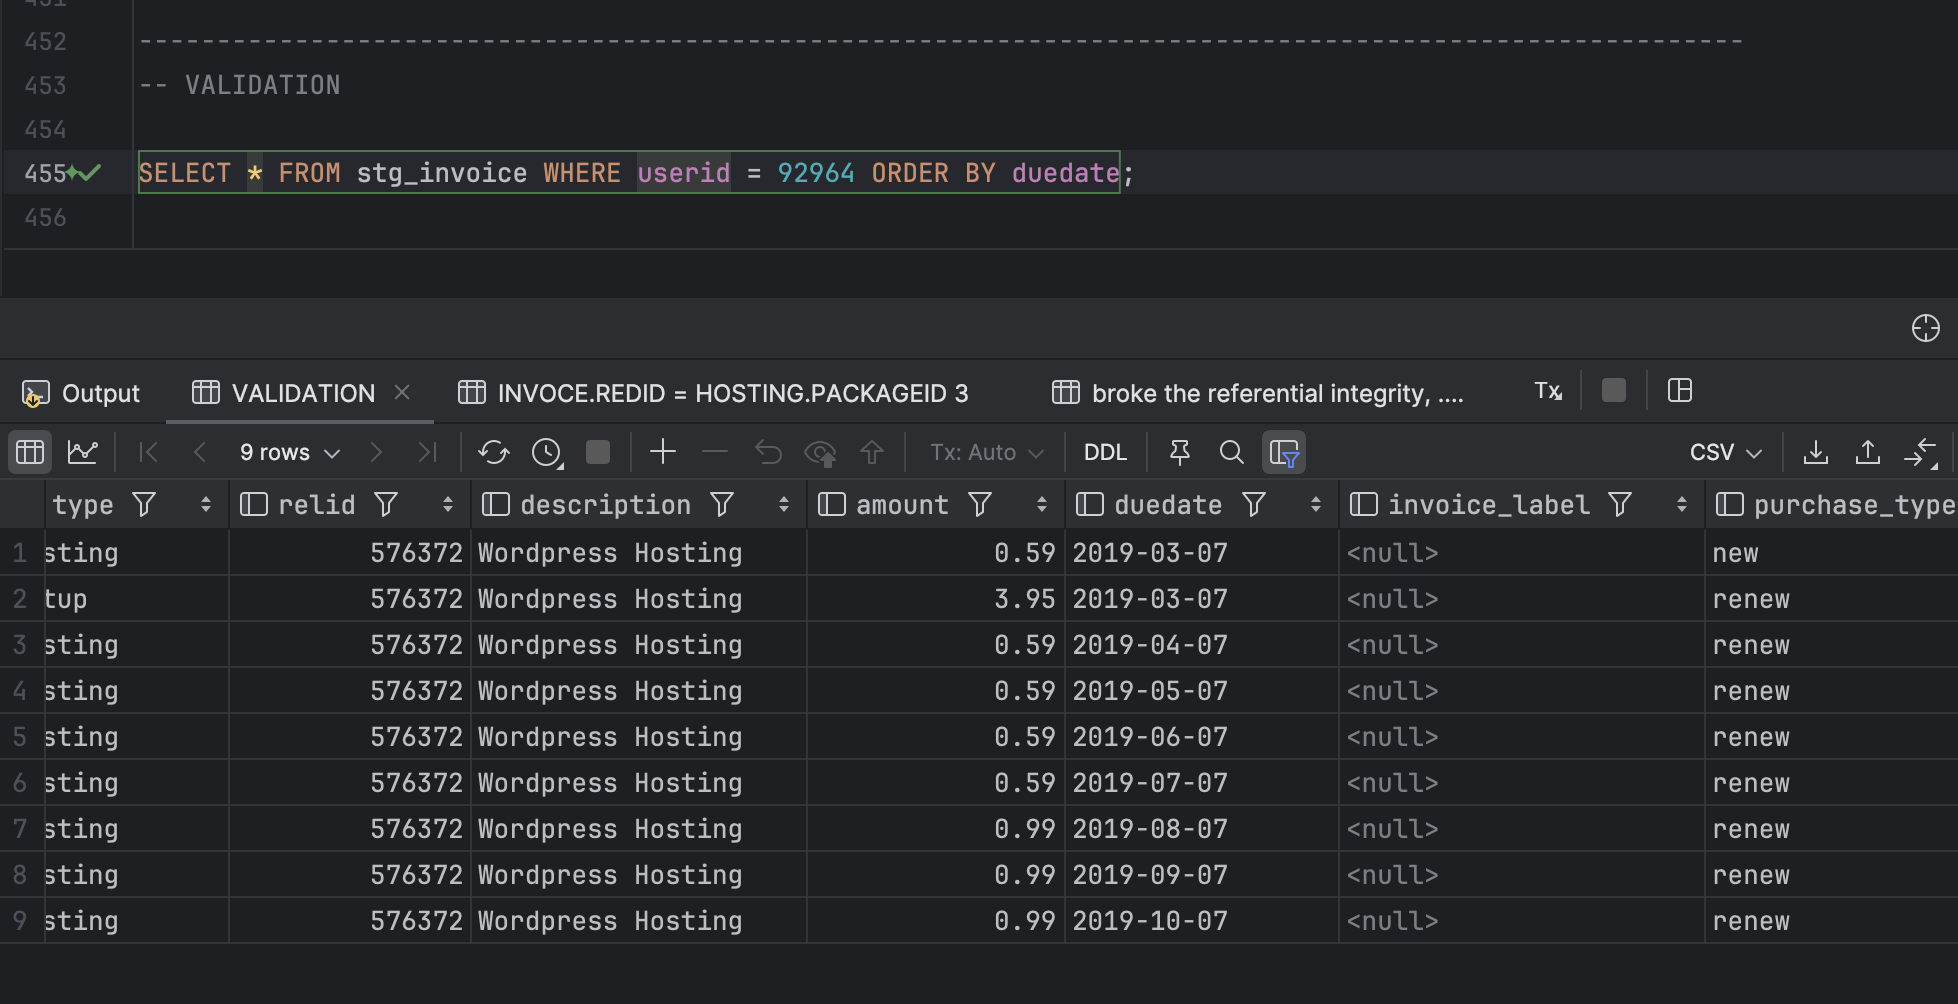 451
452 -------------------------------------------------------------------------------------------------------
453 -- VALIDATION
454
455 SELECT * FROM stg_invoice WHERE userid = 92964 ORDER BY duedate;
456
Output VALIDATION INVOCE.REDID = HOSTING.PACKAGEID 3 broke the referential integrity, .... Tx
9 rows Tx: Auto DDL CSV
type relid description amount duedate invoice_label purchase_type
1 sting 576372 Wordpress Hosting 0.59 2019-03-07 <null> new
2 tup 576372 Wordpress Hosting 3.95 2019-03-07 <null> renew
3 sting 576372 Wordpress Hosting 0.59 2019-04-07 <null> renew
4 sting 576372 Wordpress Hosting 0.59 2019-05-07 <null> renew
5 sting 576372 Wordpress Hosting 0.59 2019-06-07 <null> renew
6 sting 576372 Wordpress Hosting 0.59 2019-07-07 <null> renew
7 sting 576372 Wordpress Hosting 0.99 2019-08-07 <null> renew
8 sting 576372 Wordpress Hosting 0.99 2019-09-07 <null> renew
9 sting 576372 Wordpress Hosting 0.99 2019-10-07 <null> renew